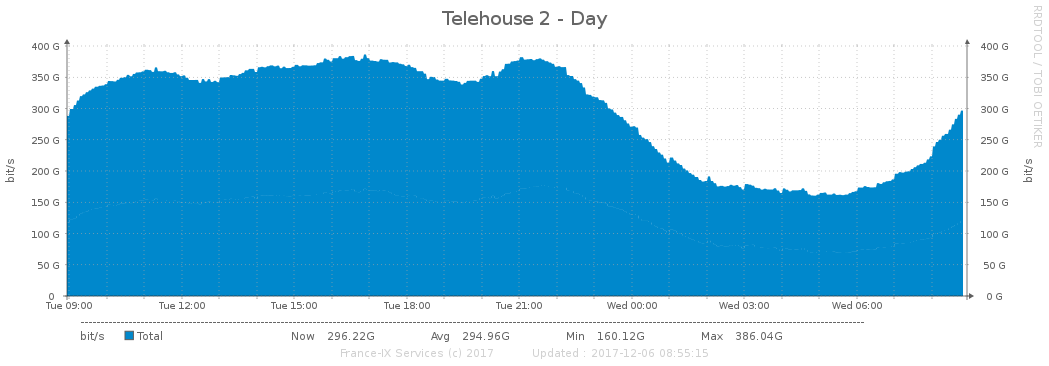 Telehouse 2 - Day
RRDTOOL / TOBI OETIKER
bit/s
400 G 400 G
350 G 350 G
300 G 300 G
250 G 250 G
200 G 200 G
150 G 150 G
100 G 100 G
50 G 50 G
0 0 G
bit/s
Tue 09:00 Tue 12:00 Tue 15:00 Tue 18:00 Tue 21:00 Wed 00:00 Wed 03:00 Wed 06:00
bit/s Total Now 296.22G Avg 294.96G Min 160.12G Max 386.04G
France-IX Services (c) 2017 Updated : 2017-12-06 08:55:15